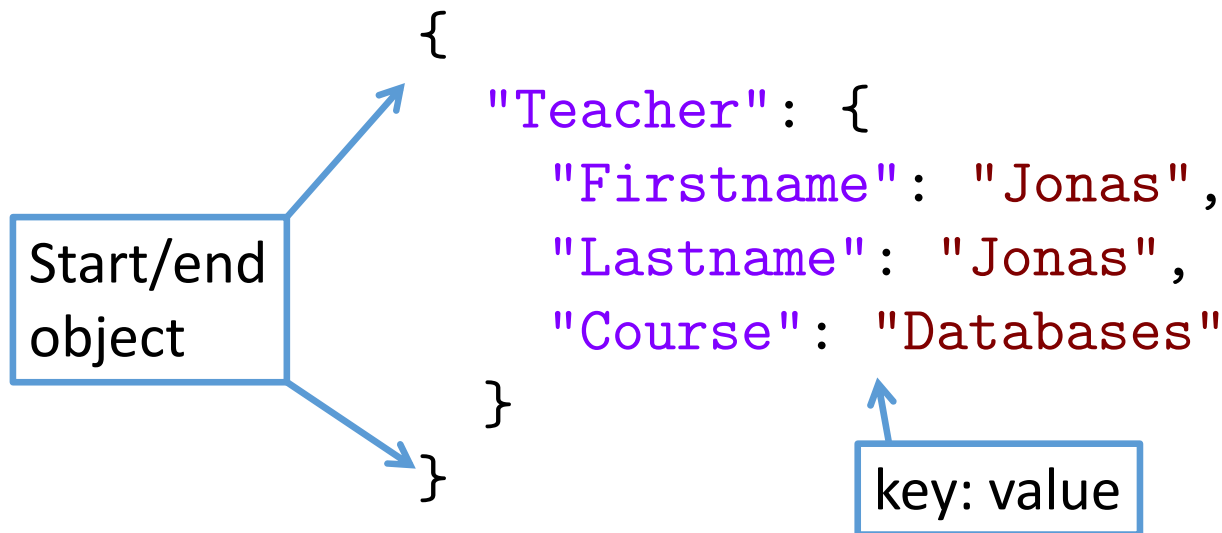 {
"Teacher": {
"Firstname": "Jonas",
"Lastname": "Jonas",
"Course": "Databases"
}
}
Start/end
object
key: value